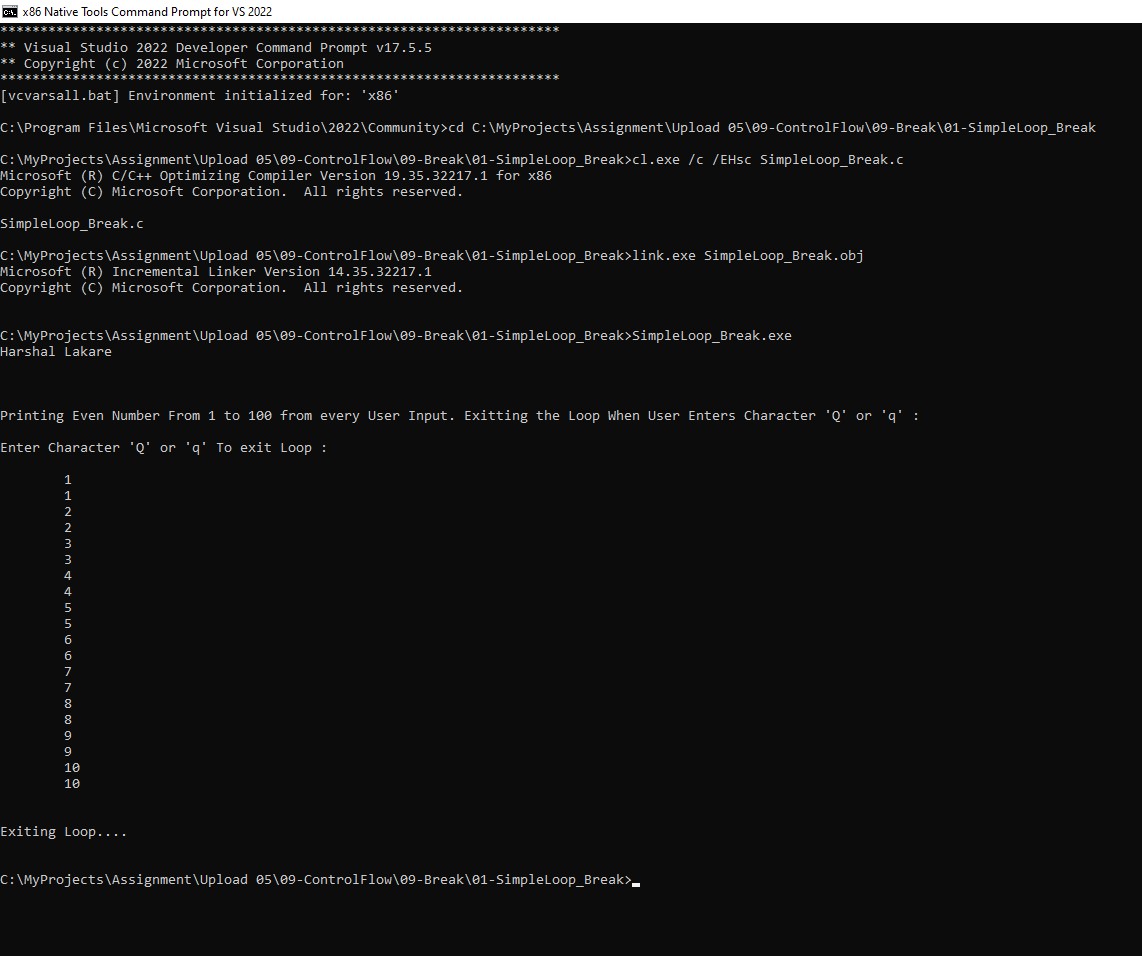 x86 Native Tools Command Prompt for VS 2022
**********************************************************************
** Visual Studio 2022 Developer Command Prompt v17.5.5
** Copyright (c) 2022 Microsoft Corporation
**********************************************************************
[vcvarsall.bat] Environment initialized for: 'x86'
C:\Program Files\Microsoft Visual Studio\2022\Community>cd C:\MyProjects\Assignment\Upload 05\09-ControlFlow\09-Break\01-SimpleLoop_Break
C:\MyProjects\Assignment\Upload 05\09-ControlFlow\09-Break\01-SimpleLoop_Break>cl.exe /c /EHsc SimpleLoop_Break.c
Microsoft (R) C/C++ Optimizing Compiler Version 19.35.32217.1 for x86
Copyright (C) Microsoft Corporation.  All rights reserved.
SimpleLoop_Break.c
C:\MyProjects\Assignment\Upload 05\09-ControlFlow\09-Break\01-SimpleLoop_Break>link.exe SimpleLoop_Break.obj
Microsoft (R) Incremental Linker Version 14.35.32217.1
Copyright (C) Microsoft Corporation.  All rights reserved.
C:\MyProjects\Assignment\Upload 05\09-ControlFlow\09-Break\01-SimpleLoop_Break>SimpleLoop_Break.exe
Harshal Lakare
Printing Even Number From 1 to 100 from every User Input. Exitting the Loop When User Enters Character 'Q' or 'q' :
Enter Character 'Q' or 'q' To exit Loop :
1
1
2
2
3
3
4
4
5
5
6
6
7
7
8
8
9
9
10
10
Exiting Loop....
C:\MyProjects\Assignment\Upload 05\09-ControlFlow\09-Break\01-SimpleLoop_Break>